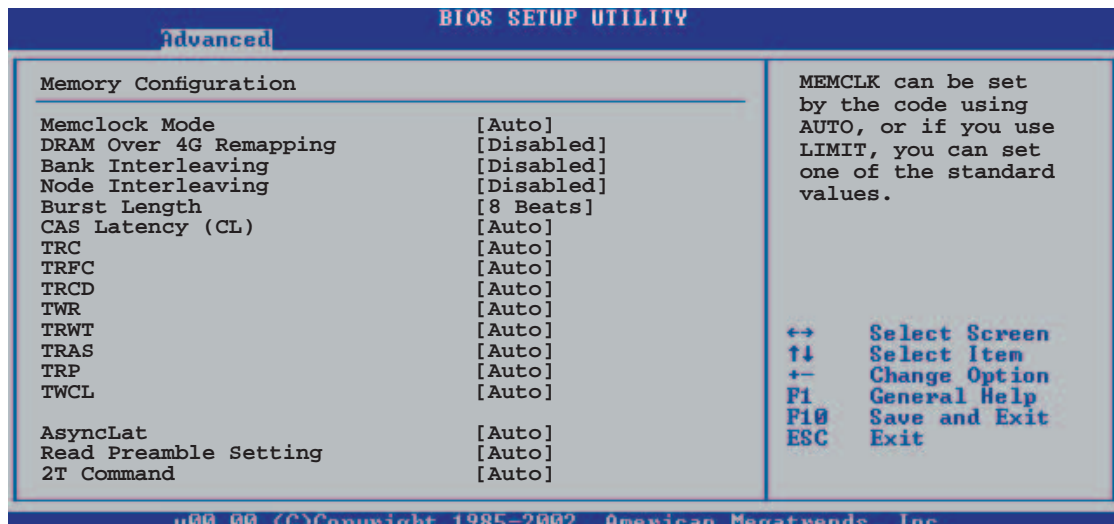 BIOS SETUP UTILITY
Advanced
Memory Configuration
Memclock Mode [Auto]
DRAM Over 4G Remapping [Disabled]
Bank Interleaving [Disabled]
Node Interleaving [Disabled]
Burst Length [8 Beats]
CAS Latency (CL) [Auto]
TRC [Auto]
TRFC [Auto]
TRCD [Auto]
TWR [Auto]
TRWT [Auto]
TRAS [Auto]
TRP [Auto]
TWCL [Auto]
AsyncLat [Auto]
Read Preamble Setting [Auto]
2T Command [Auto]
MEMCLK can be set
by the code using
AUTO, or if you use
LIMIT, you can set
one of the standard
values.
←→ Select Screen
↑↓ Select Item
+- Change Option
F1 General Help
F10 Save and Exit
ESC Exit
v00.00 (C)Copyright 1985-2002, American Megatrends, Inc.